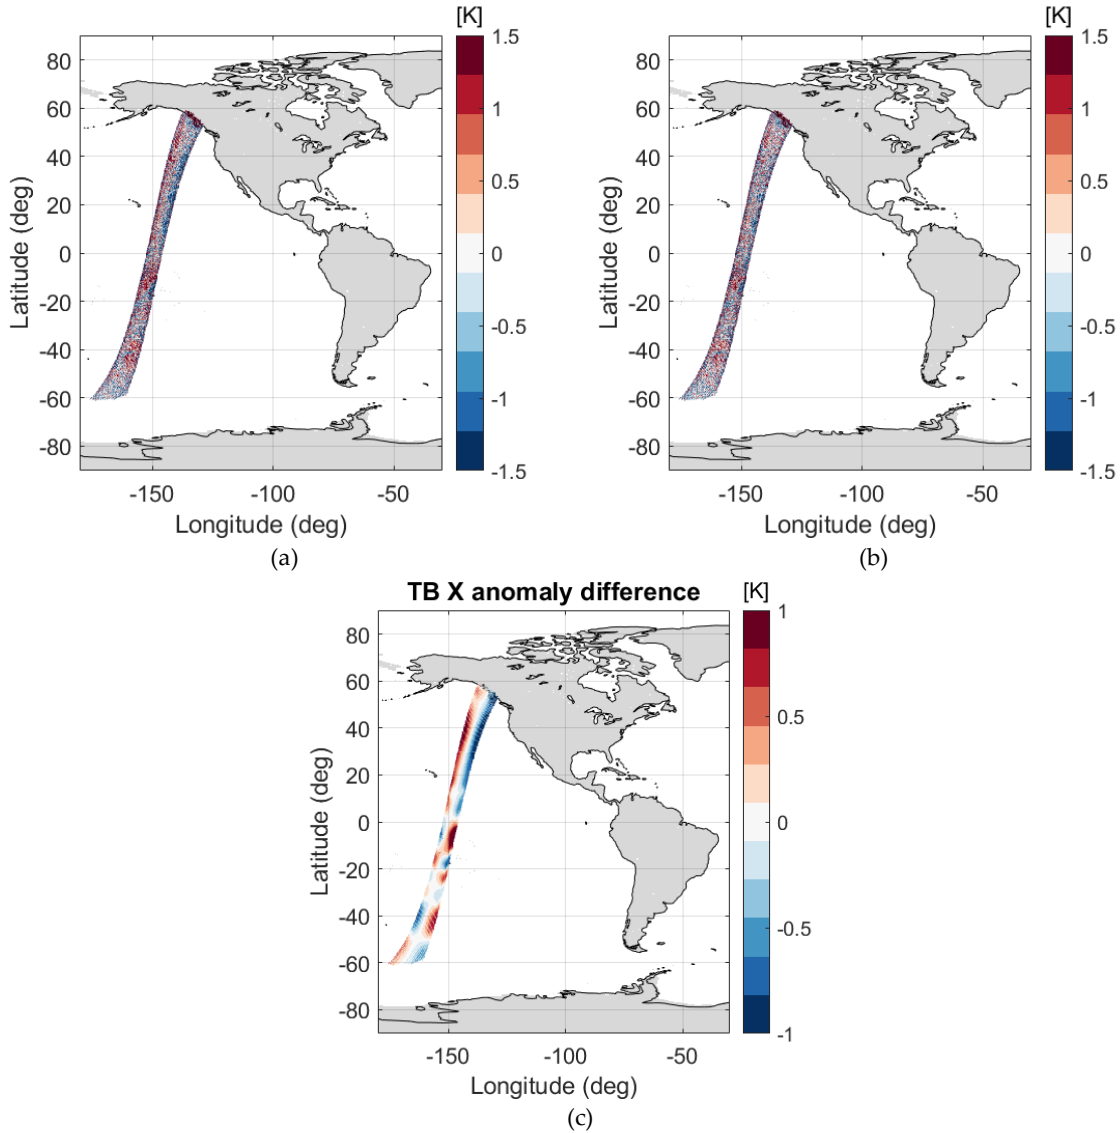 [K] [K]
80 1.5 80 1.5
60 1 60 1
40 0.5 40 0.5
20 20
0 0 0 0
-20 -20
-40 -0.5 -40 -0.5
-60 -1 -60 -1
-80 -1.5 -80 -1.5
Latitude (deg) Latitude (deg)
-150 -100 -50 -150 -100 -50
Longitude (deg) Longitude (deg)
(a) (b)
TB X anomaly difference [K]
80 1
60
40 0.5
20
0 0
-20
-40 -0.5
-60
-80 -1
Latitude (deg)
-150 -100 -50
Longitude (deg)
(c)